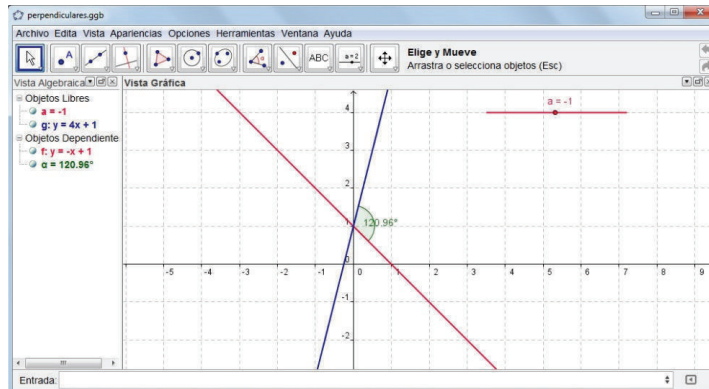 perpendiculares.ggb
Archivo Edita Vista Apariencias Opciones Herramientas Ventana Ayuda
A
ABC
a=2
Elige y Mueve
Arrastra o selecciona objetos (Esc)
Vista Algebraica
Vista Gráfica
Objetos Libres
a = -1
g: y = 4x + 1
Objetos Dependiente
f: y = -x + 1
α = 120.96°
a = -1
4
3
2
1
0
-1
-2
120.96°
-5 -4 -3 -2 -1 0 1 2 3 4 5 6 7 8 9
Entrada: